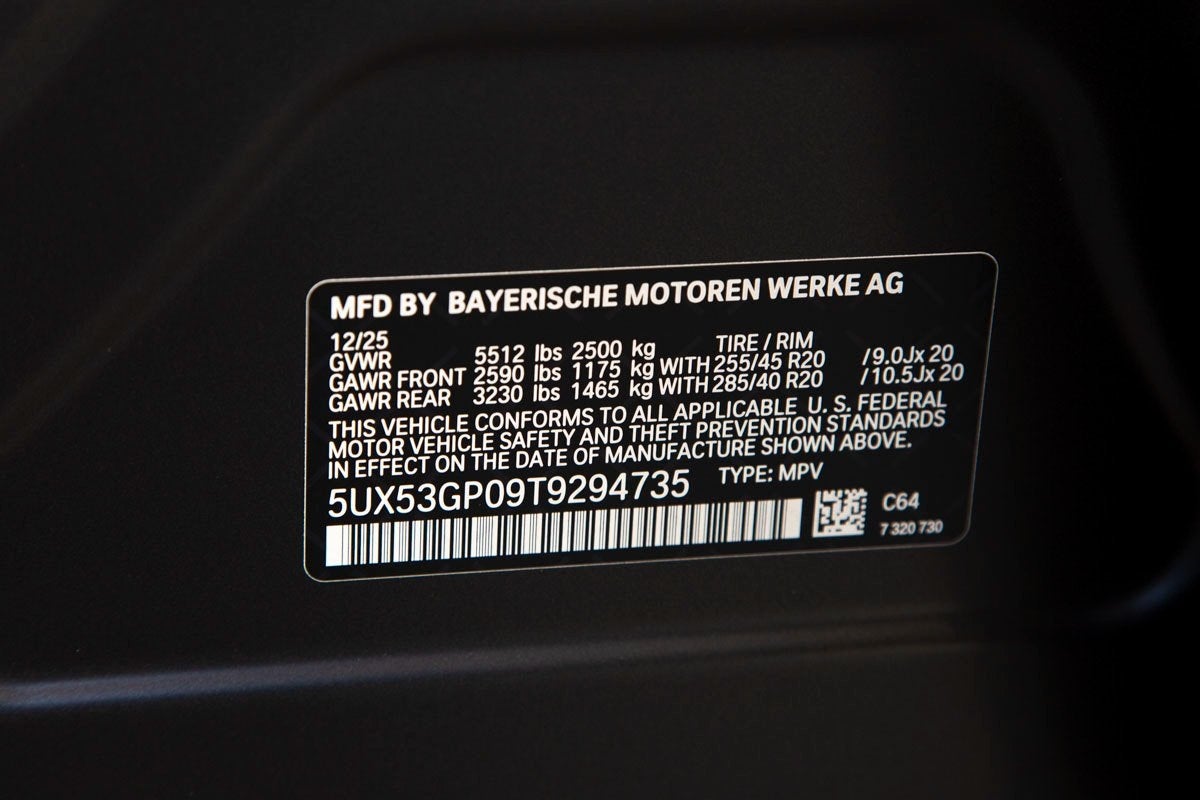 MFD BY BAYERISCHE MOTOREN WERKE AG
12/25
GVWR 5512 lbs 2500 kg TIRE / RIM
GAWR FRONT 2590 lbs 1175 kg WITH 255/45 R20 /9.0Jx 20
GAWR REAR 3230 lbs 1465 kg WITH 285/40 R20 /10.5Jx 20
THIS VEHICLE CONFORMS TO ALL APPLICABLE U. S. FEDERAL
MOTOR VEHICLE SAFETY AND THEFT PREVENTION STANDARDS
IN EFFECT ON THE DATE OF MANUFACTURE SHOWN ABOVE.
5UX53GP09T9294735 TYPE: MPV
C64
7 320 730